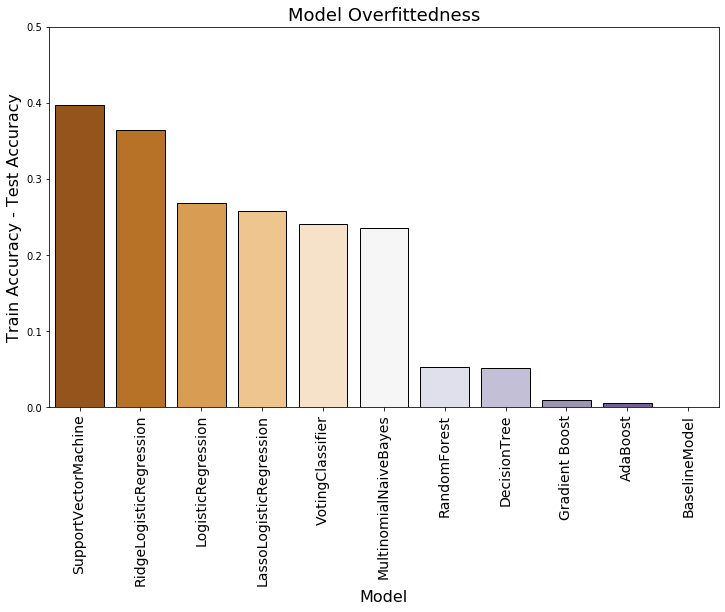 Model Overfittedness
Train Accuracy - Test Accuracy
0.5
0.4
0.3
0.2
0.1
0.0
SupportVectorMachine
RidgeLogisticRegression
LogisticRegression
LassoLogisticRegression
VotingClassifier
MultinomialNaiveBayes
RandomForest
DecisionTree
Gradient Boost
AdaBoost
BaselineModel
Model